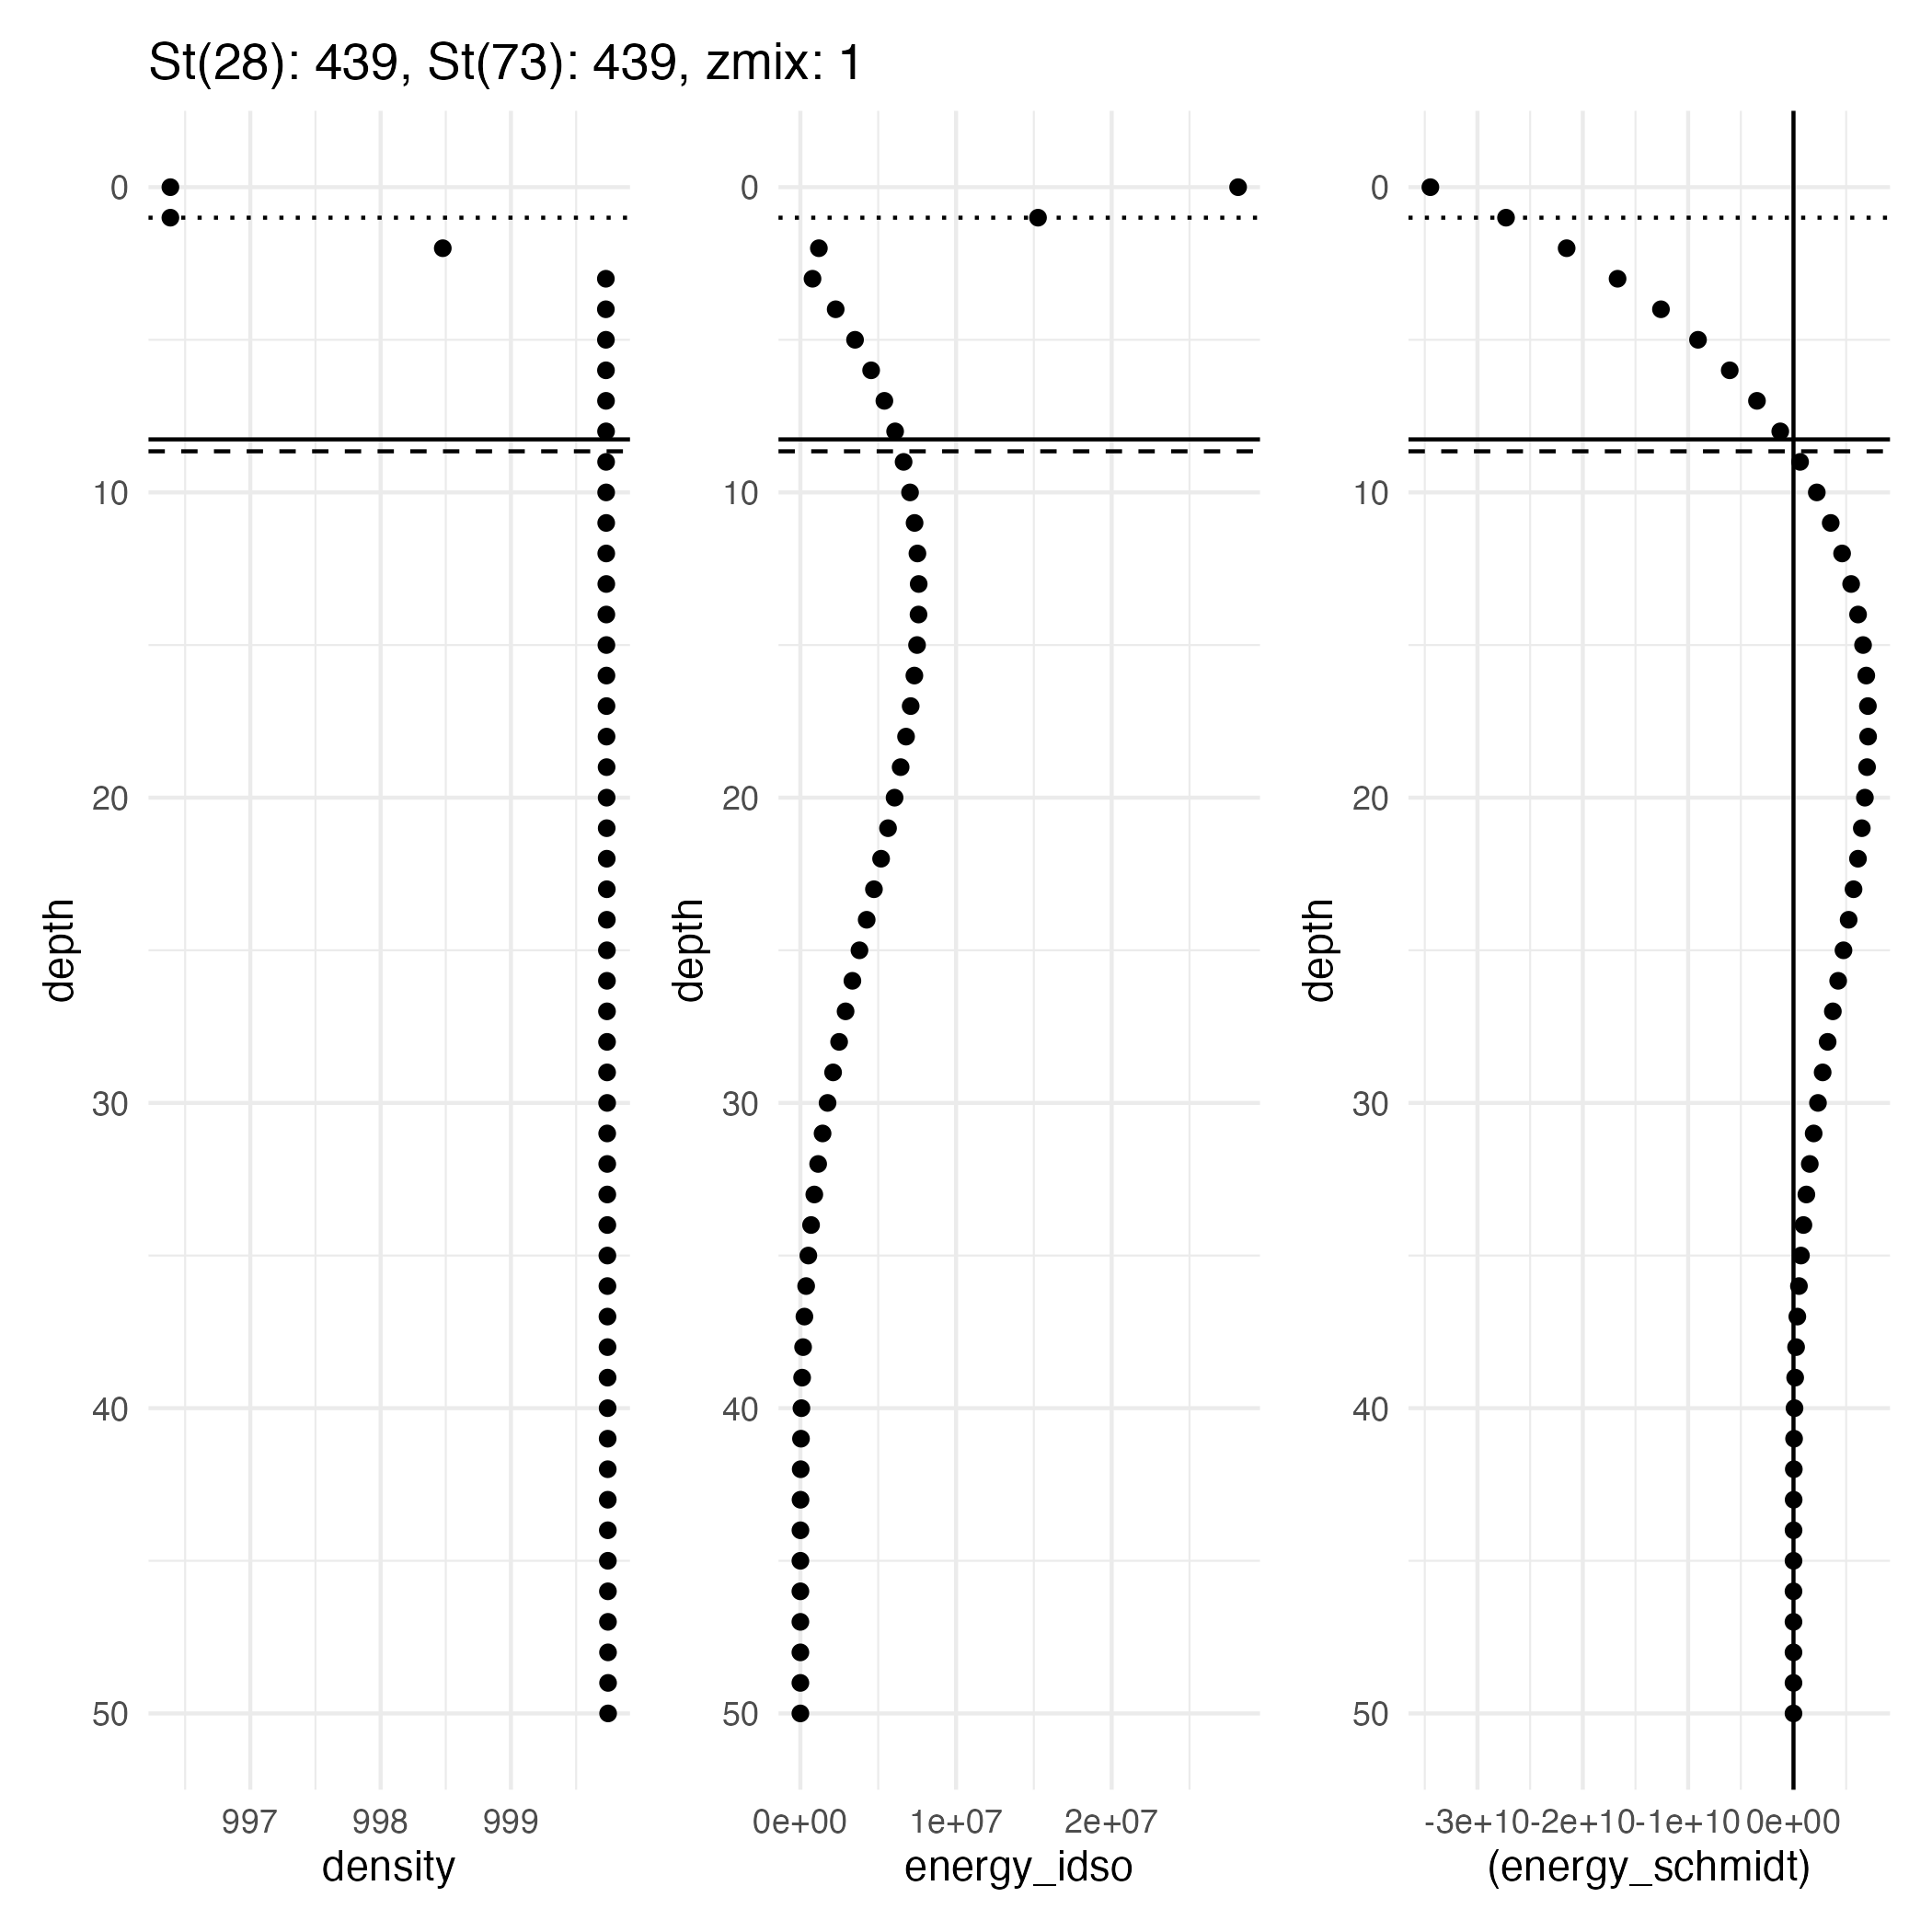 St(28): 439, St(73): 439, zmix: 1
0
10
20
30
40
50
depth
997 998 999
density
0
10
20
30
40
50
depth
0e+00 1e+07 2e+07
energy_idso
0
10
20
30
40
50
depth
-3e+10 -2e+10 -1e+10 0e+00
(energy_schmidt)